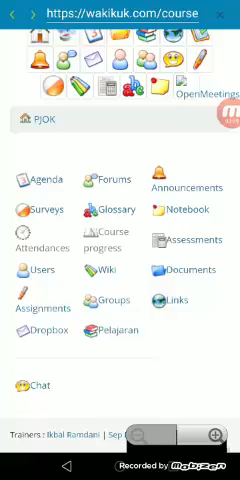 https://wakikuk.com/course
OpenMeetings
PJOK
Agenda
Forums
Announcements
Surveys
Glossary
Notebook
Attendances
Course progress
Assessments
Users
Wiki
Documents
Assignments
Groups
Links
Dropbox
Pelajaran
Chat
Trainers : Ikbal Ramdani | Sep
Recorded by Mobizen